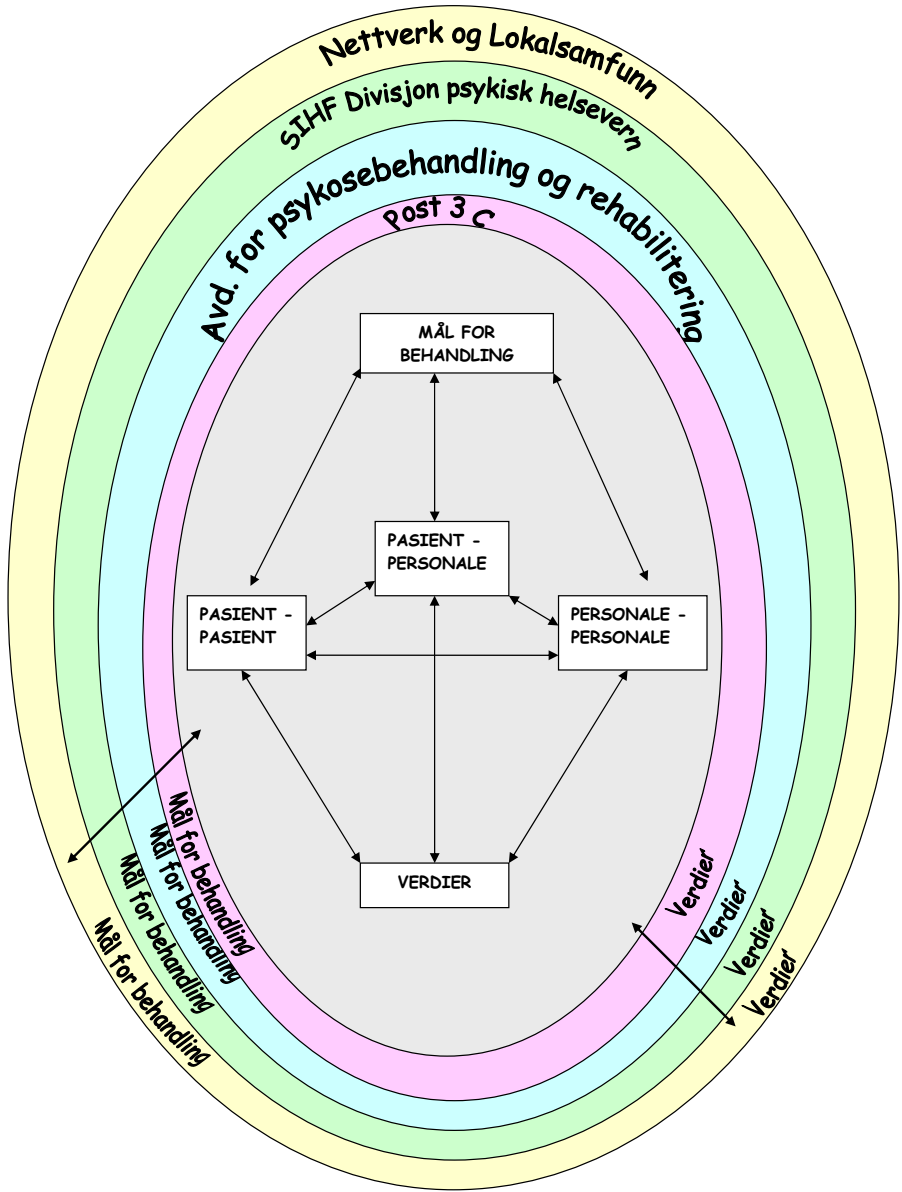 Nettverk og Lokalsamfunn
SIHF Divisjon psykisk helsevern
Avd. for psykosebehandling og rehabilitering
Post 3 C
MÅL FOR
BEHANDLING
PASIENT -
PERSONALE
PASIENT -
PASIENT
PERSONALE -
PERSONALE
VERDIER
Mål for behandling
Mål for behandling
Mål for behandling
Mål for behandling
Verdier
Verdier
Verdier
Verdier